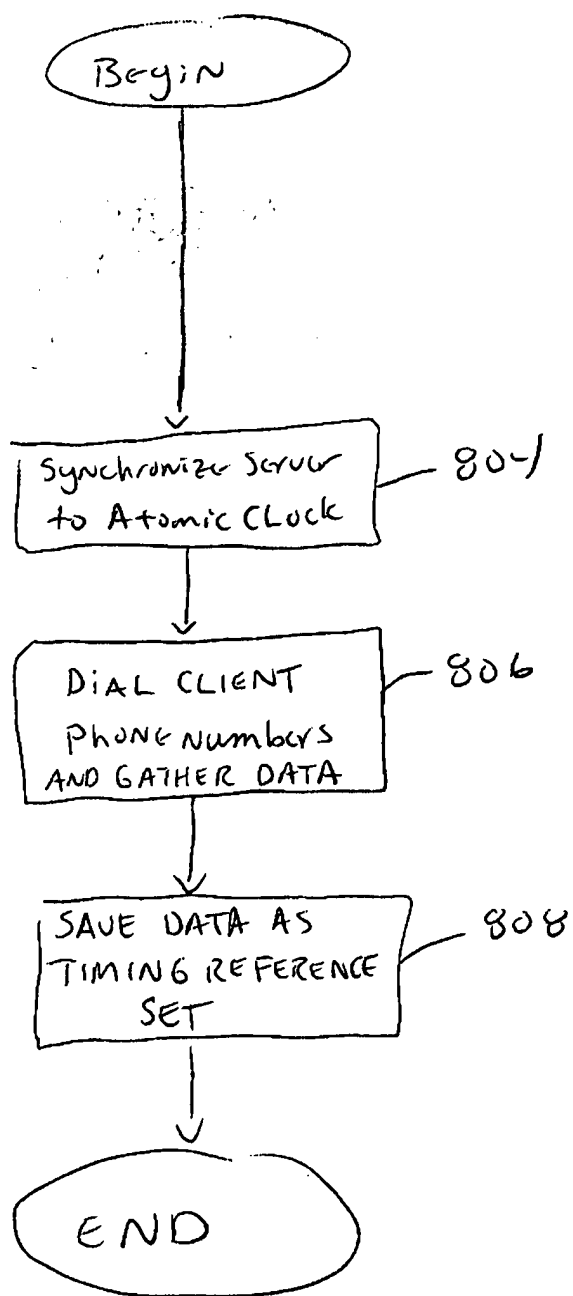 Begin
Synchronize Server
to Atomic Clock
804
DIAL CLIENT
Phone Numbers
AND GATHER DATA
806
SAVE DATA AS
TIMING REFERENCE
SET
808
END